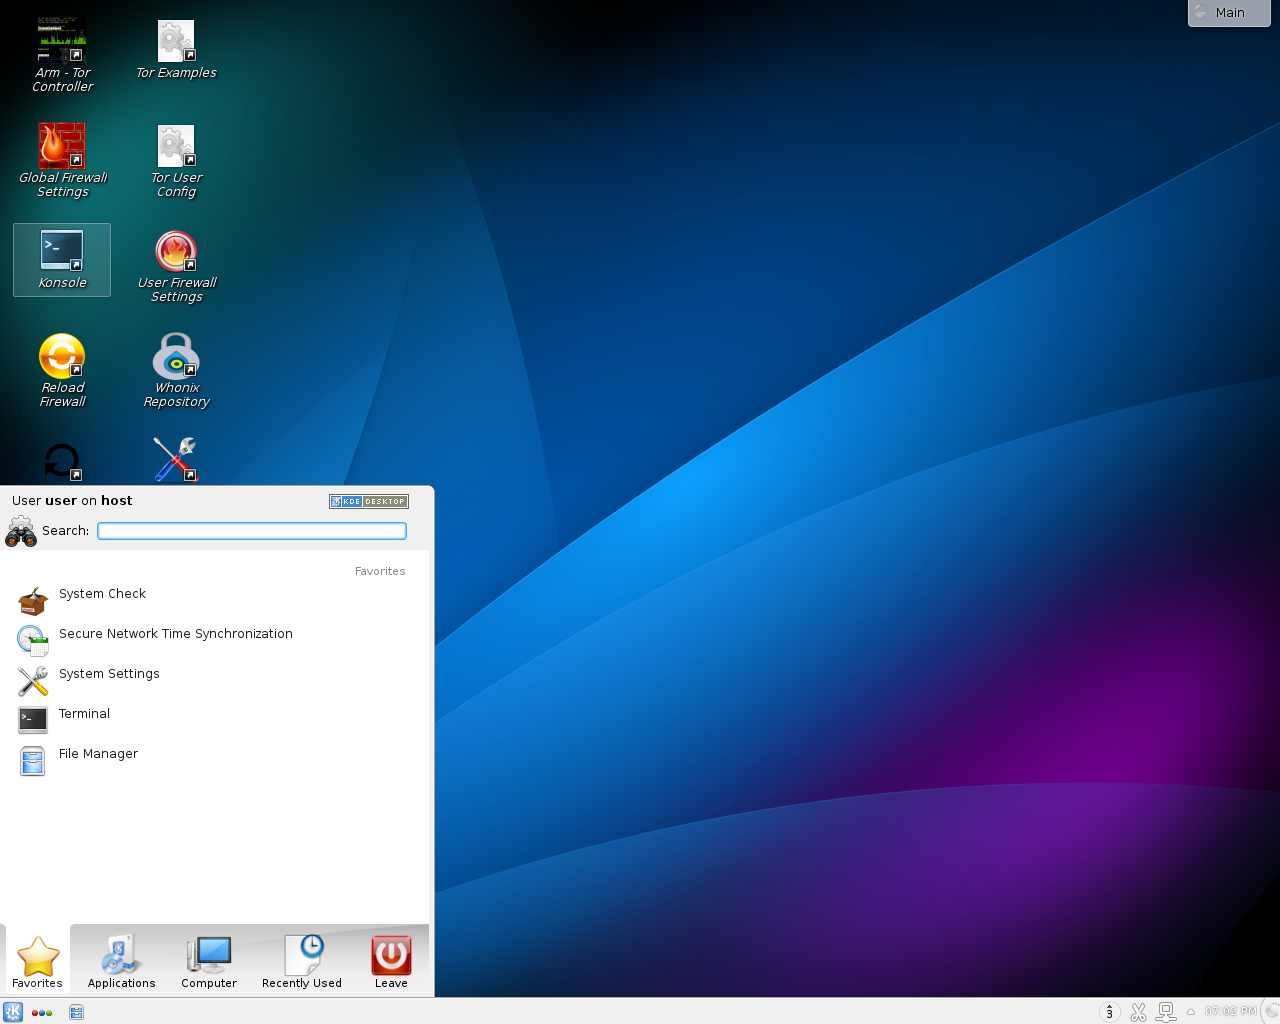 Main
Arm - Tor
Controller
Tor Examples
Global Firewall
Settings
Tor User
Config
>_
Konsole
User Firewall
Settings
Reload
Firewall
Whonix
Repository
User user on host
KDE DESKTOP
Search:
Favorites
System Check
Secure Network Time Synchronization
System Settings
>_
Terminal
File Manager
Favorites
Applications
Computer
Recently Used
Leave
3
07:02 PM